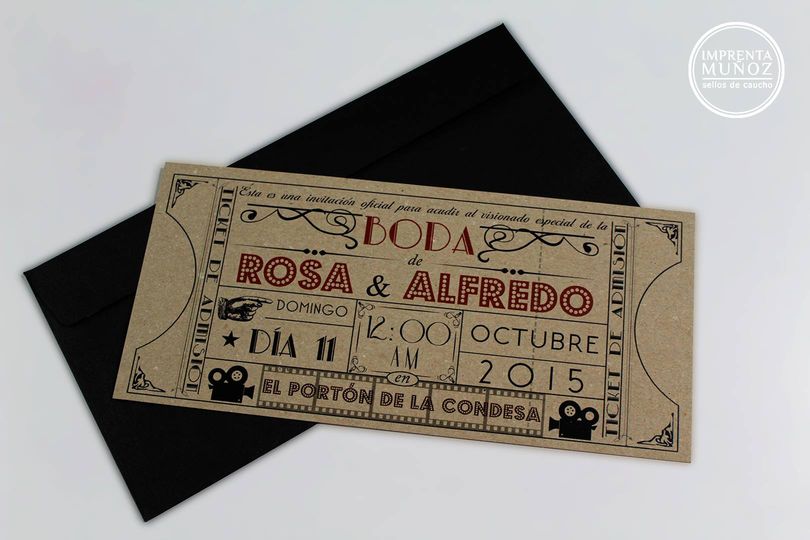 IMPRENTA
MUÑOZ
sellos de caucho
Esta es una invitación oficial para acudir al visionado especial de la
BODA
de
ROSA & ALFREDO
TICKET DE ADMISION
DOMINGO
★ DÍA 11
12:00
AM
OCTUBRE
2015
en
EL PORTÓN DE LA CONDESA
TICKET DE ADMISION